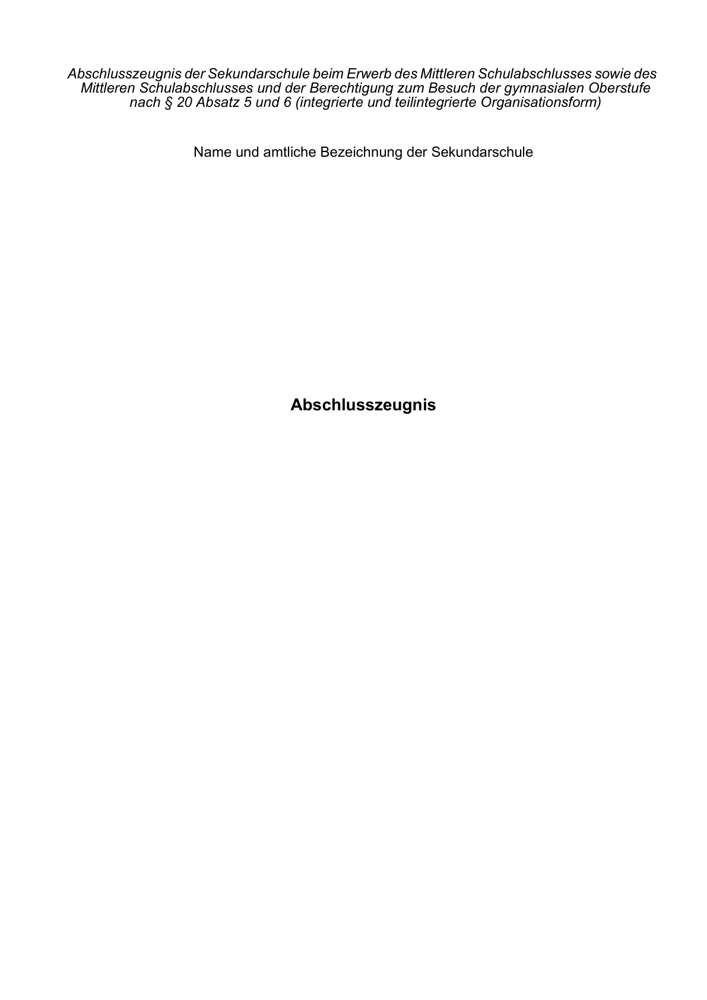 Abschlusszeugnis der Sekundarschule beim Erwerb des Mittleren Schulabschlusses sowie des
Mittleren Schulabschlusses und der Berechtigung zum Besuch der gymnasialen Oberstufe
nach § 20 Absatz 5 und 6 (integrierte und teilintegrierte Organisationsform)
Name und amtliche Bezeichnung der Sekundarschule
Abschlusszeugnis